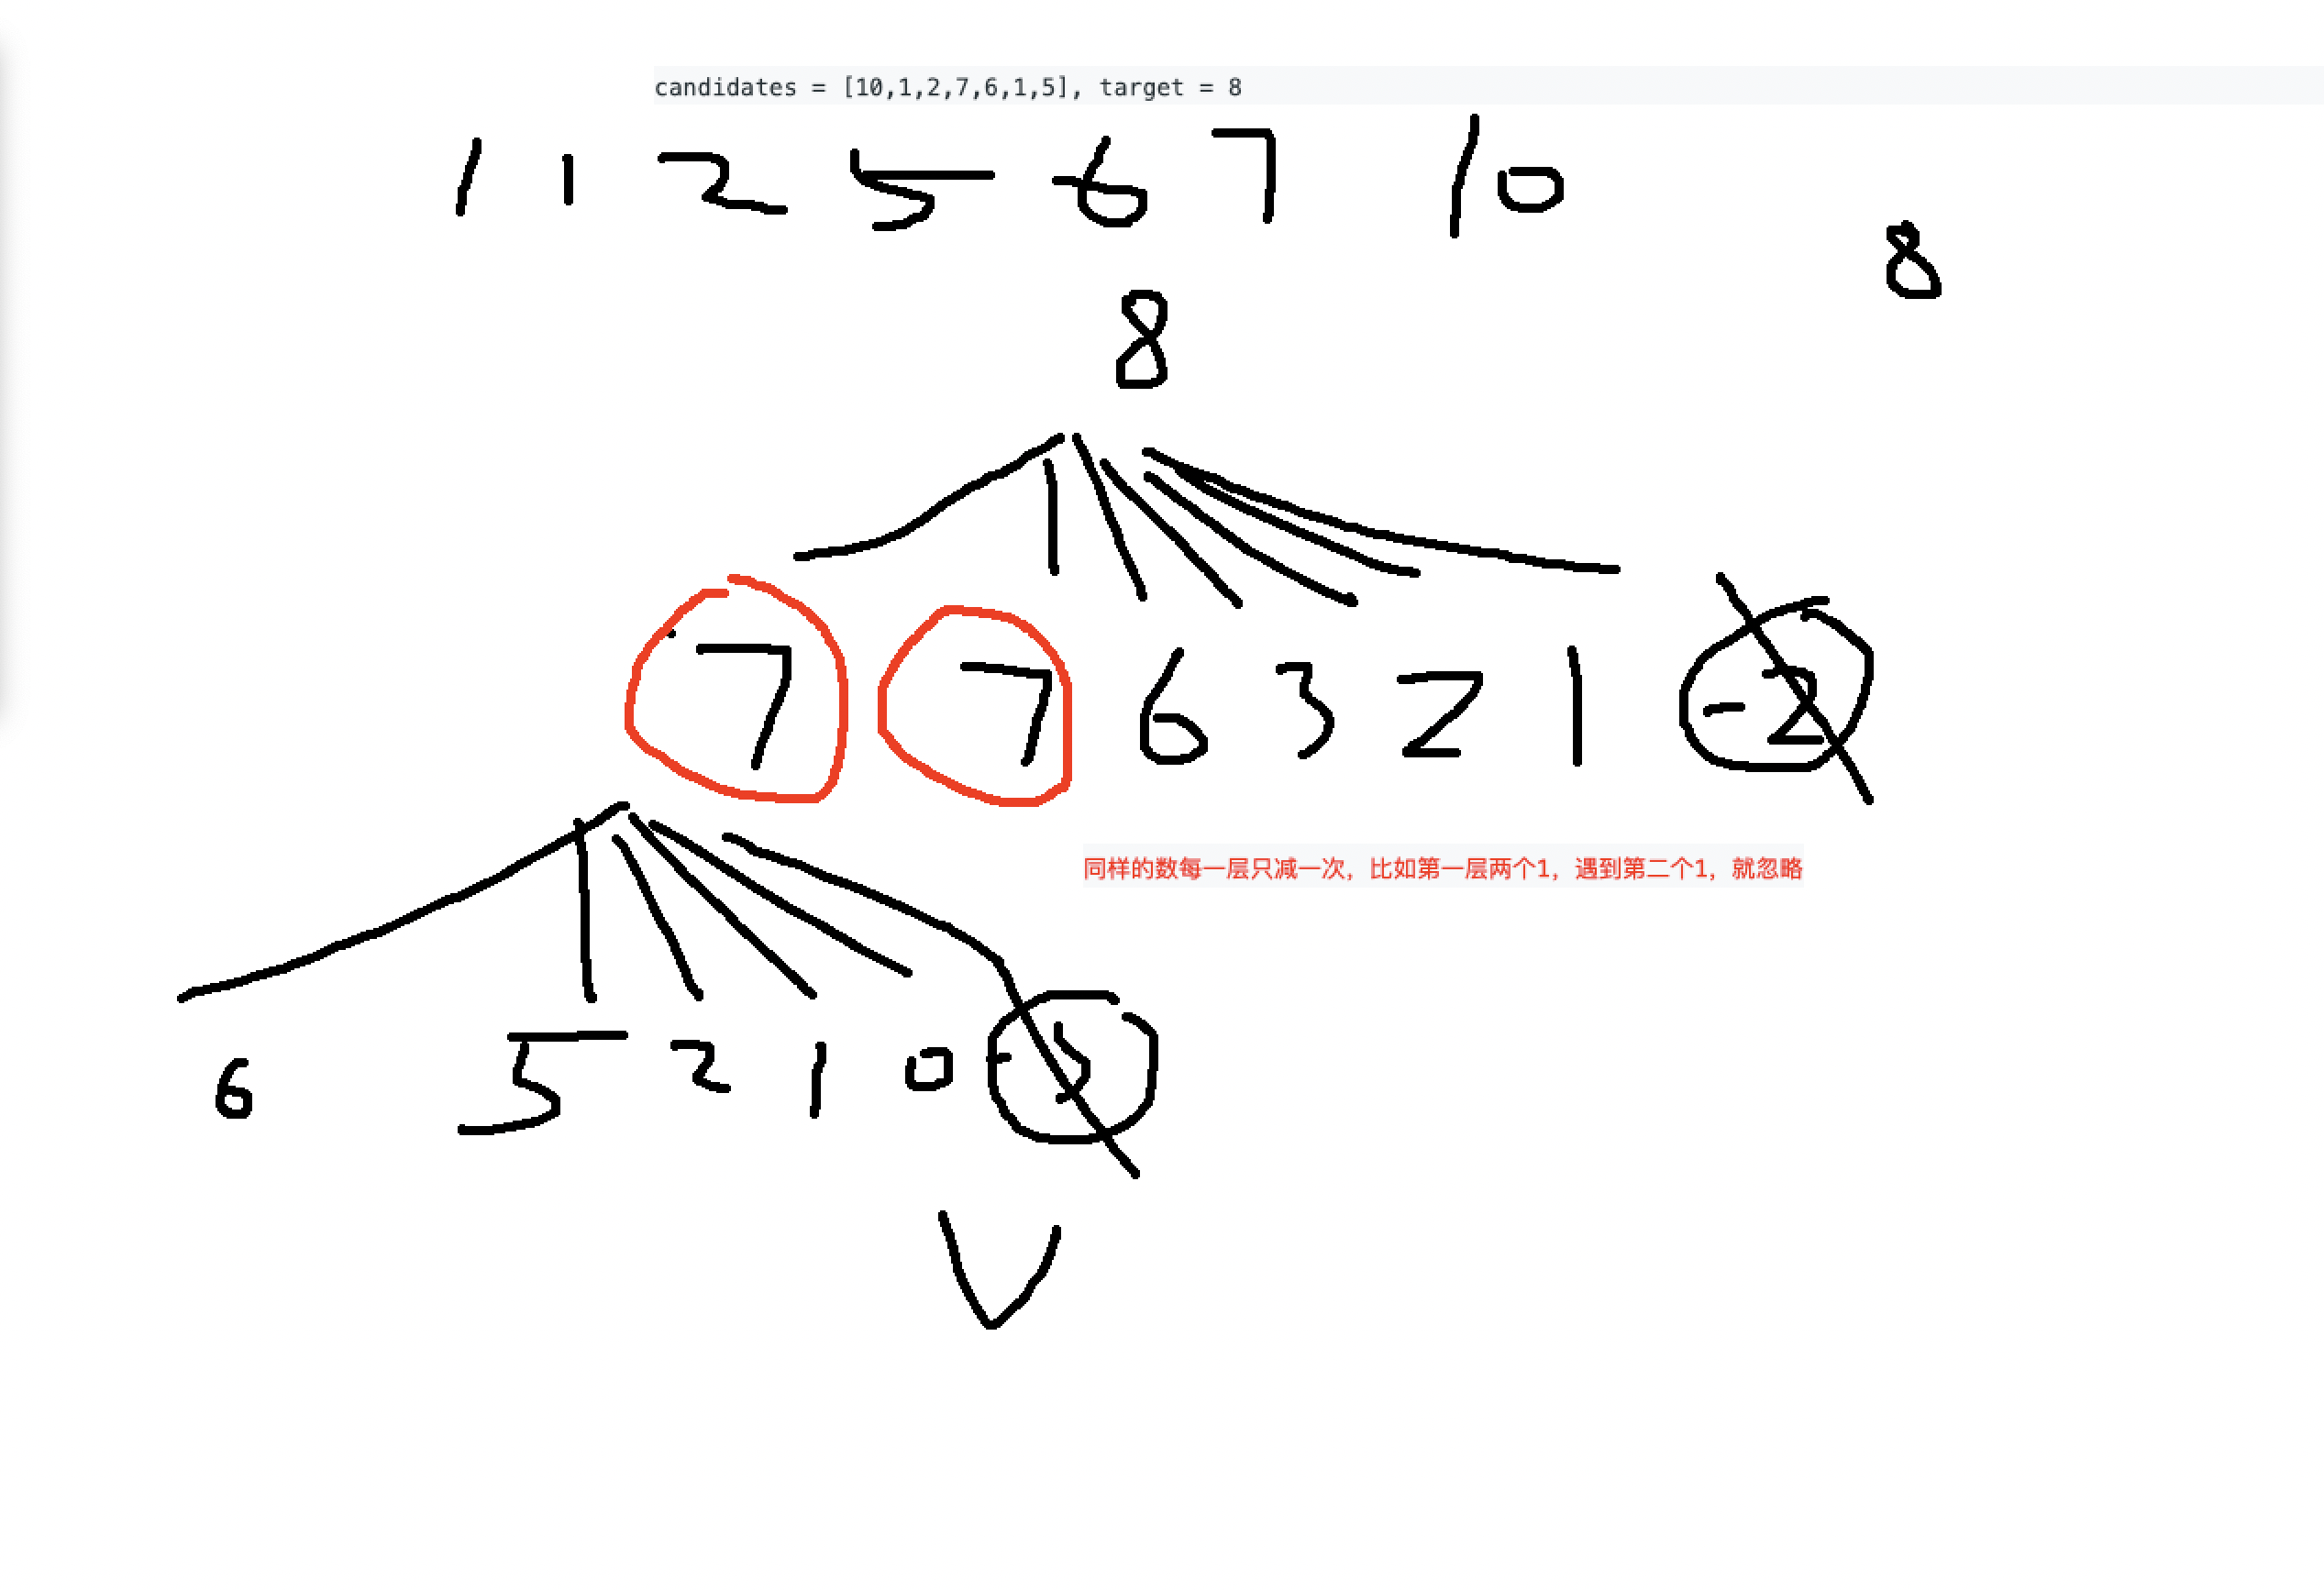 candidates = [10,1,2,7,6,1,5], target = 8
1 1 2 5 6 7 10
8
8
7 7 6 3 2 1 -2
同样的数每一层只减一次，比如第一层两个1，遇到第二个1，就忽略
6 5 2 1 0